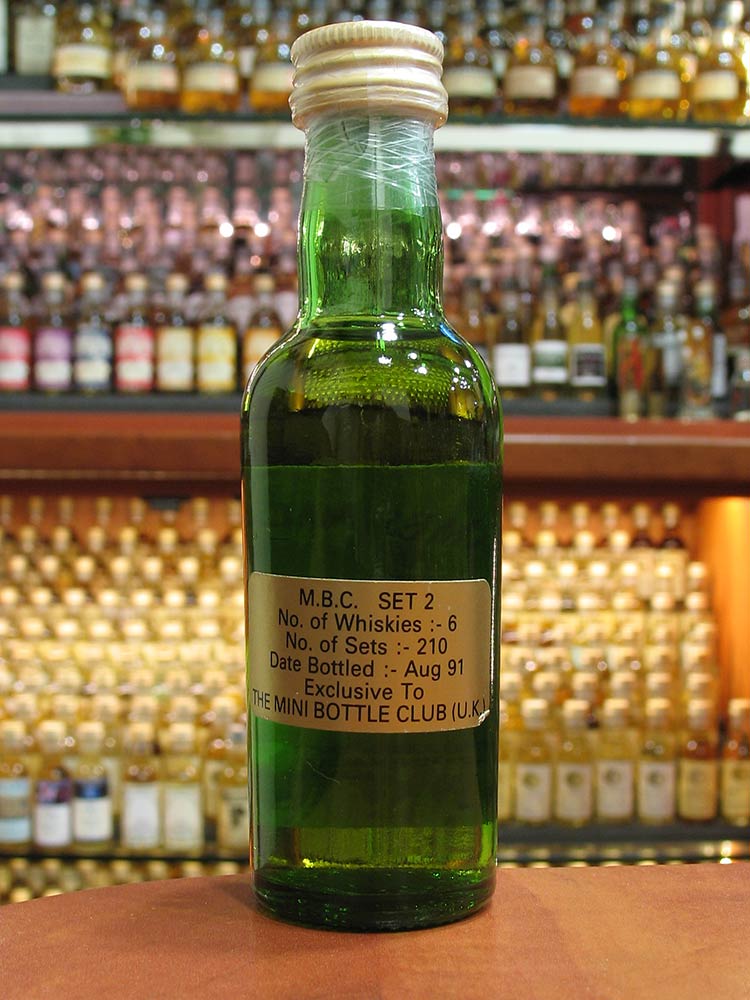 M.B.C. SET 2
No. of Whiskies :- 6
No. of Sets :- 210
Date Bottled :- Aug 91
Exclusive To
THE MINI BOTTLE CLUB (U.K.)